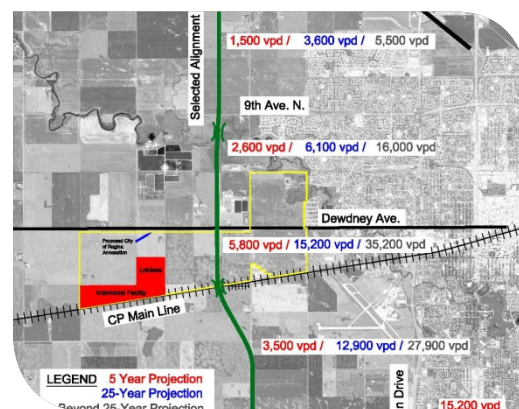 Selected Alignment
1,500 vpd / 3,600 vpd / 5,500 vpd
9th Ave. N.
2,600 vpd / 6,100 vpd / 16,000 vpd
Dewdney Ave.
Proposed City
of Regina
Annexation
5,800 vpd / 15,200 vpd / 35,200 vpd
Loblaws
Intermodal Facility
CP Main Line
3,500 vpd / 12,900 vpd / 27,900 vpd
n Drive
LEGEND 5 Year Projection
25-Year Projection
Beyond 25-Year Projection
15,200 vpd